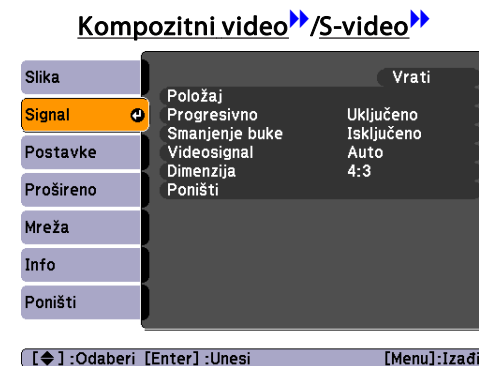 Kompozitni video/S-video
Slika
Signal
Postavke
Prošireno
Mreža
Info
Poništi
Vrati
Položaj
Progresivno Uključeno
Smanjenje buke Isključeno
Videosignal Auto
Dimenzija 4:3
Poništi
[◆] :Odaberi [Enter] :Unesi [Menu]:Izađi